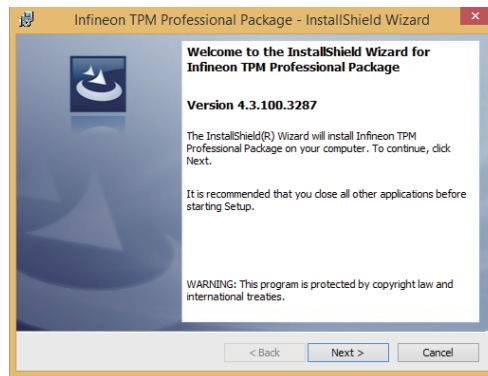 Infineon TPM Professional Package - InstallShield Wizard
Welcome to the InstallShield Wizard for
Infineon TPM Professional Package
Version 4.3.100.3287
The InstallShield(R) Wizard will install Infineon TPM
Professional Package on your computer. To continue, click
Next.
It is recommended that you close all other applications before
starting Setup.
WARNING: This program is protected by copyright law and
international treaties.
< Back
Next >
Cancel